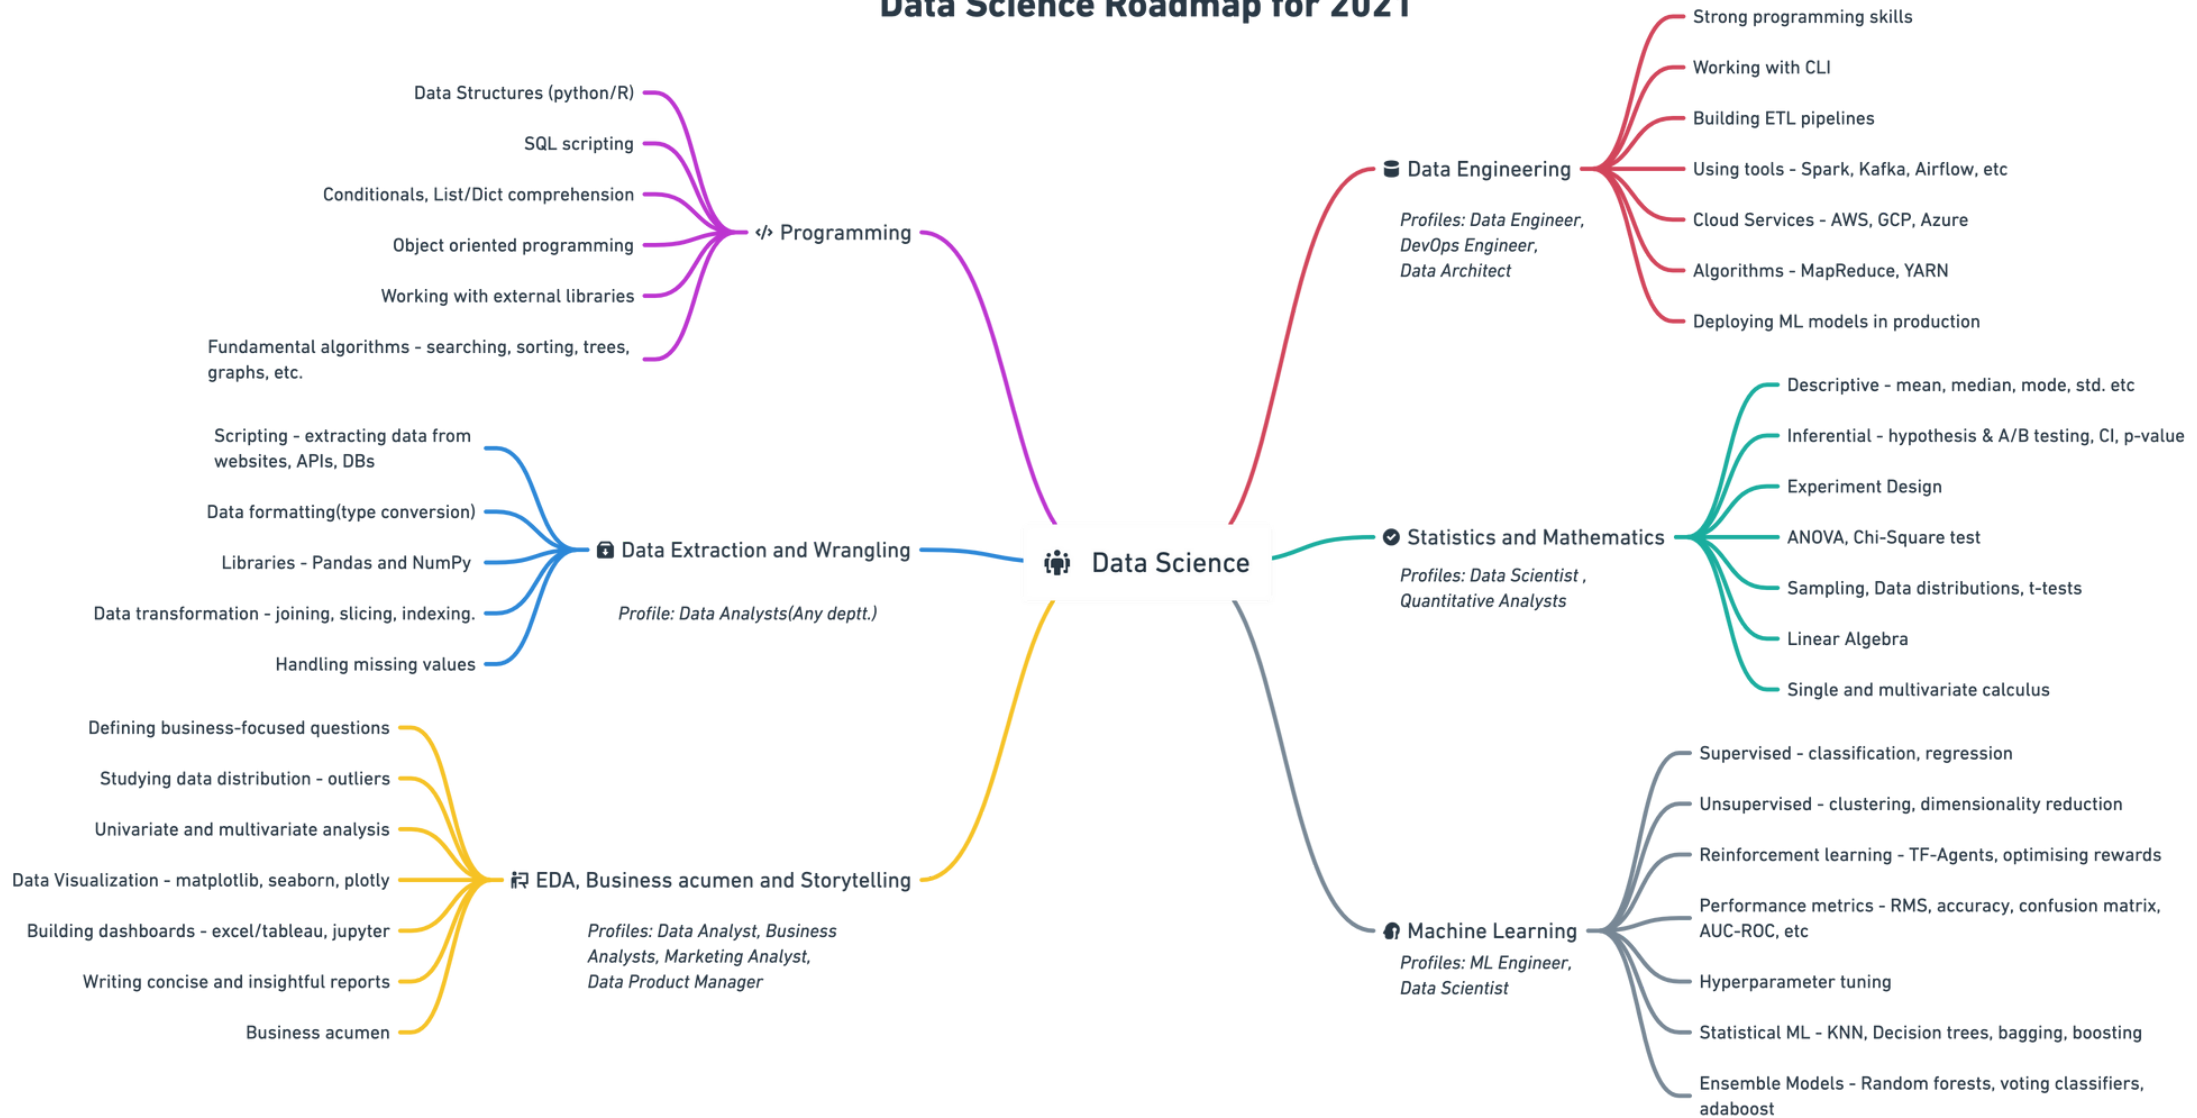 Data Science Roadmap for 2021
Data Science
Programming
Data Structures (python/R)
SQL scripting
Conditionals, List/Dict comprehension
Object oriented programming
Working with external libraries
Fundamental algorithms - searching, sorting, trees,
graphs, etc.
Data Extraction and Wrangling
Profile: Data Analysts(Any deptt.)
Scripting - extracting data from
websites, APIs, DBs
Data formatting(type conversion)
Libraries - Pandas and NumPy
Data transformation - joining, slicing, indexing.
Handling missing values
EDA, Business acumen and Storytelling
Profiles: Data Analyst, Business
Analysts, Marketing Analyst,
Data Product Manager
Defining business-focused questions
Studying data distribution - outliers
Univariate and multivariate analysis
Data Visualization - matplotlib, seaborn, plotly
Building dashboards - excel/tableau, jupyter
Writing concise and insightful reports
Business acumen
Data Engineering
Profiles: Data Engineer,
DevOps Engineer,
Data Architect
Strong programming skills
Working with CLI
Building ETL pipelines
Using tools - Spark, Kafka, Airflow, etc
Cloud Services - AWS, GCP, Azure
Algorithms - MapReduce, YARN
Deploying ML models in production
Statistics and Mathematics
Profiles: Data Scientist ,
Quantitative Analysts
Descriptive - mean, median, mode, std. etc
Inferential - hypothesis & A/B testing, CI, p-value
Experiment Design
ANOVA, Chi-Square test
Sampling, Data distributions, t-tests
Linear Algebra
Single and multivariate calculus
Machine Learning
Profiles: ML Engineer,
Data Scientist
Supervised - classification, regression
Unsupervised - clustering, dimensionality reduction
Reinforcement learning - TF-Agents, optimising rewards
Performance metrics - RMS, accuracy, confusion matrix,
AUC-ROC, etc
Hyperparameter tuning
Statistical ML - KNN, Decision trees, bagging, boosting
Ensemble Models - Random forests, voting classifiers,
adaboost